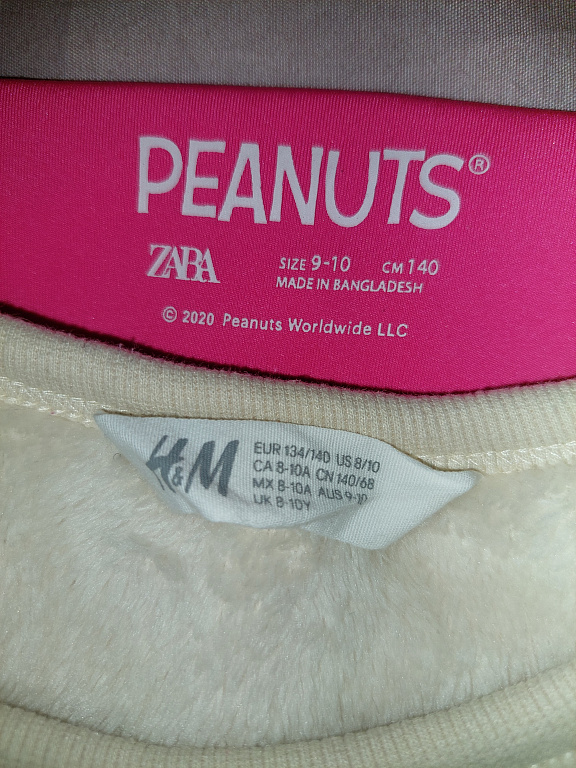 PEANUTS®
ZARA
SIZE 9-10 CM 140
MADE IN BANGLADESH
© 2020 Peanuts Worldwide LLC
H&M
EUR 134/140 US 8/10
CA 8-10A CN 140/68
MX 8-10A AUS 9-10
UK 8-10Y